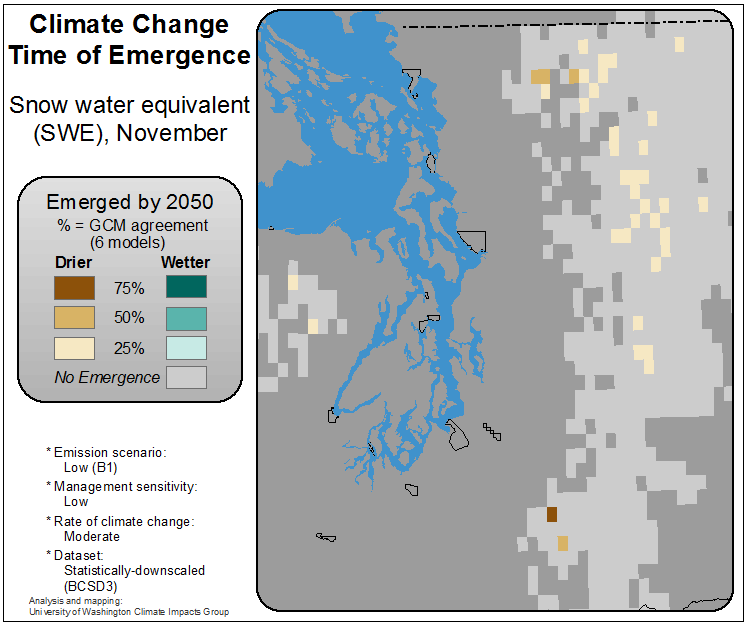 Climate Change
Time of Emergence
Snow water equivalent
(SWE), November
Emerged by 2050
% = GCM agreement
(6 models)
Drier Wetter
75%
50%
25%
No Emergence
* Emission scenario:
Low (B1)
* Management sensitivity:
Low
* Rate of climate change:
Moderate
* Dataset:
Statistically-downscaled
(BCSD3)
Analysis and mapping:
University of Washington Climate Impacts Group